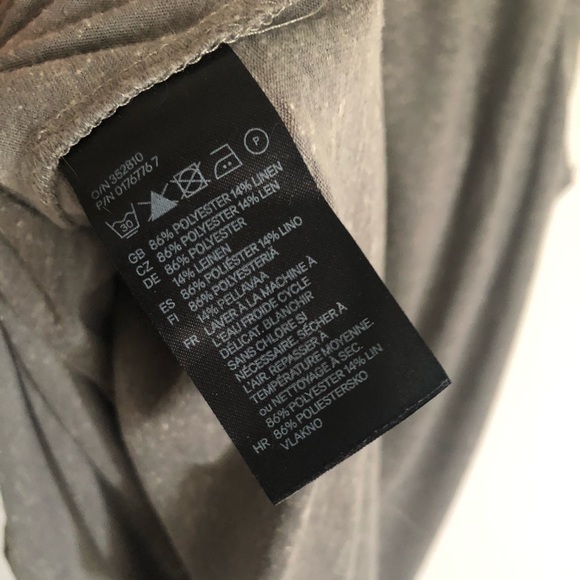 O/N 352810
P/N 0176776 7
30
P
GB 86% POLYESTER 14% LINEN
CZ 86% POLYESTER 14% LEN
DE 86% POLYESTER
14% LEINEN
ES 86% POLIÉSTER 14% LINO
FI 86% POLYESTERIÄ
14% PELLAVAA
FR LAVER À LA MACHINE À
L'EAU FROIDE CYCLE
DÉLICAT. BLANCHIR
SANS CHLORE SI
NÉCESSAIRE. SÉCHER À
L'AIR. REPASSER À
TEMPÉRATURE MOYENNE.
OU NETTOYAGE À SEC
86% POLYESTER 14% LIN
HR 86% POLIESTERSKO
VLAKNO